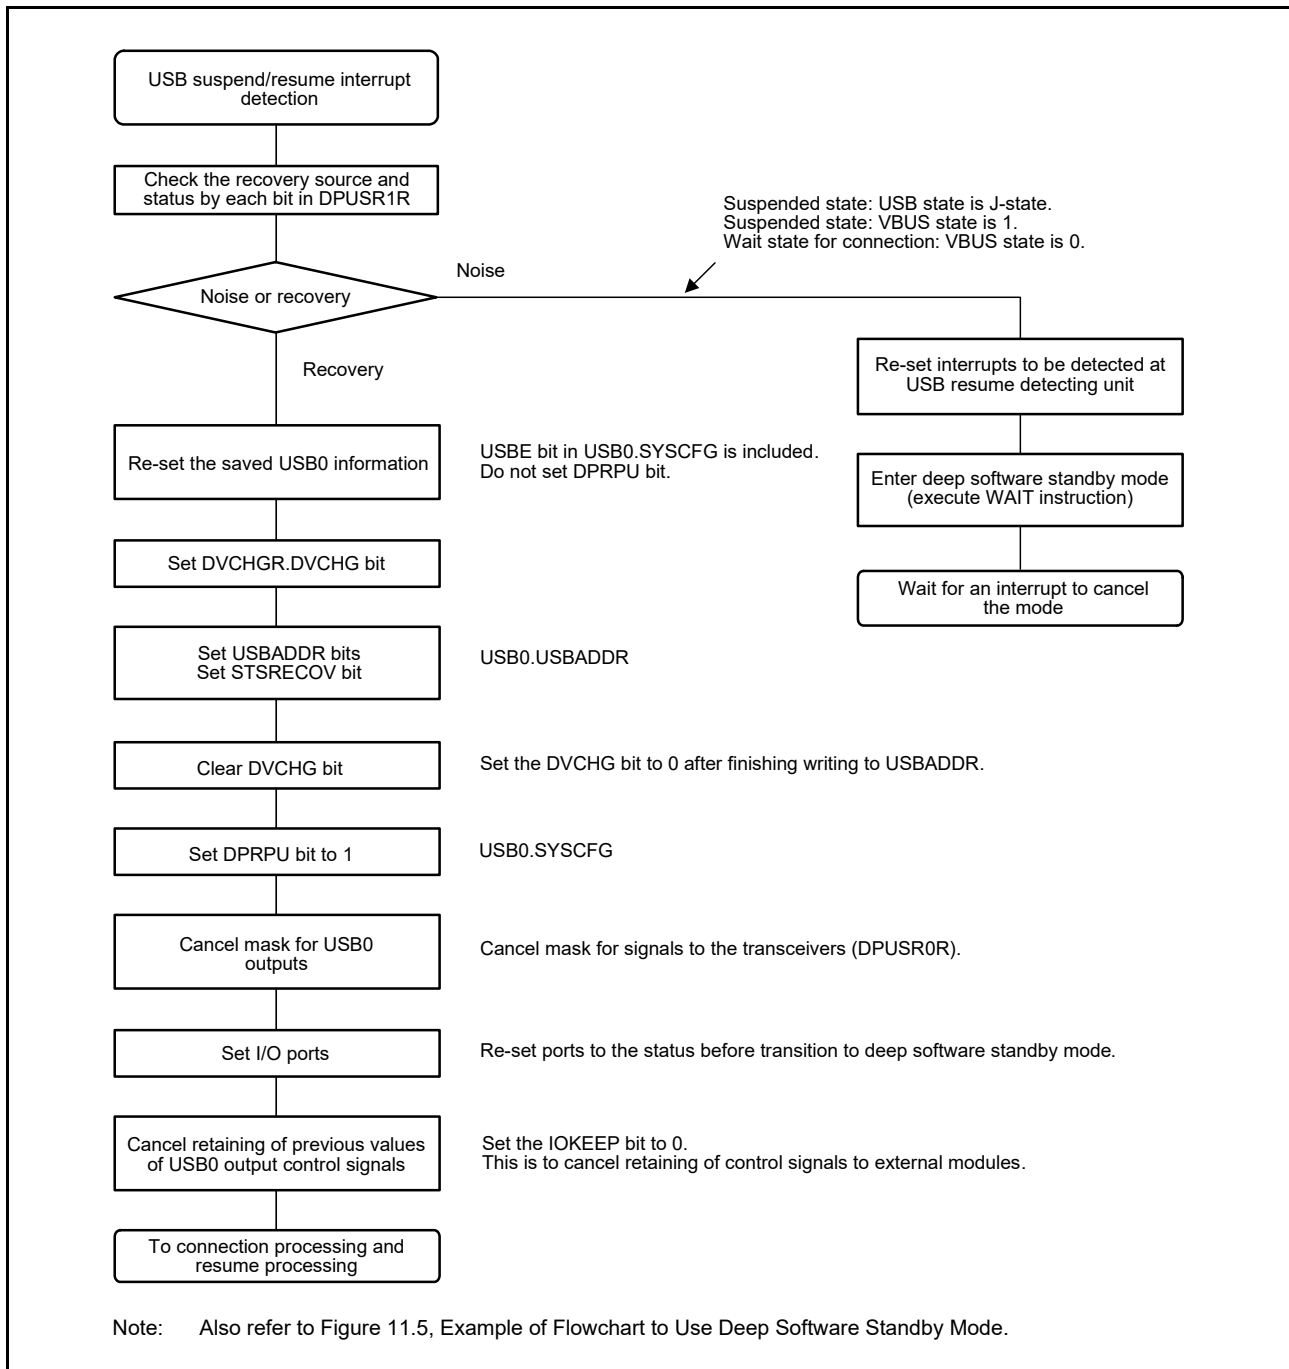 USB suspend/resume interrupt
detection
Check the recovery source and
status by each bit in DPUSR1R
Suspended state: USB state is J-state.
Suspended state: VBUS state is 1.
Wait state for connection: VBUS state is 0.
Noise
Noise or recovery
Recovery
Re-set interrupts to be detected at
USB resume detecting unit
Enter deep software standby mode
(execute WAIT instruction)
Wait for an interrupt to cancel
the mode
Re-set the saved USB0 information
USBE bit in USB0.SYSCFG is included.
Do not set DPRPU bit.
Set DVCHGR.DVCHG bit
Set USBADDR bits
Set STSRECOV bit
USB0.USBADDR
Clear DVCHG bit
Set the DVCHG bit to 0 after finishing writing to USBADDR.
Set DPRPU bit to 1
USB0.SYSCFG
Cancel mask for USB0
outputs
Cancel mask for signals to the transceivers (DPUSR0R).
Set I/O ports
Re-set ports to the status before transition to deep software standby mode.
Cancel retaining of previous values
of USB0 output control signals
Set the IOKEEP bit to 0.
This is to cancel retaining of control signals to external modules.
To connection processing and
resume processing
Note: Also refer to Figure 11.5, Example of Flowchart to Use Deep Software Standby Mode.